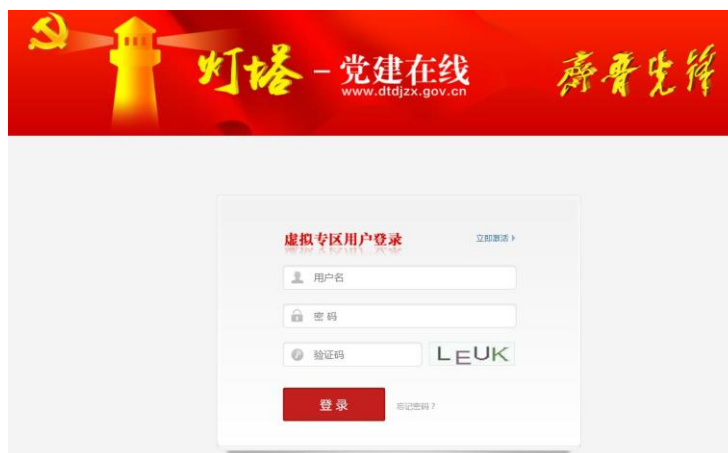 灯塔-党建在线 齐鲁先锋
www.dtdjzx.gov.cn
虚拟专区用户登录 立即激活
用户名
密 码
验证码 LEUK
登 录 忘记密码？